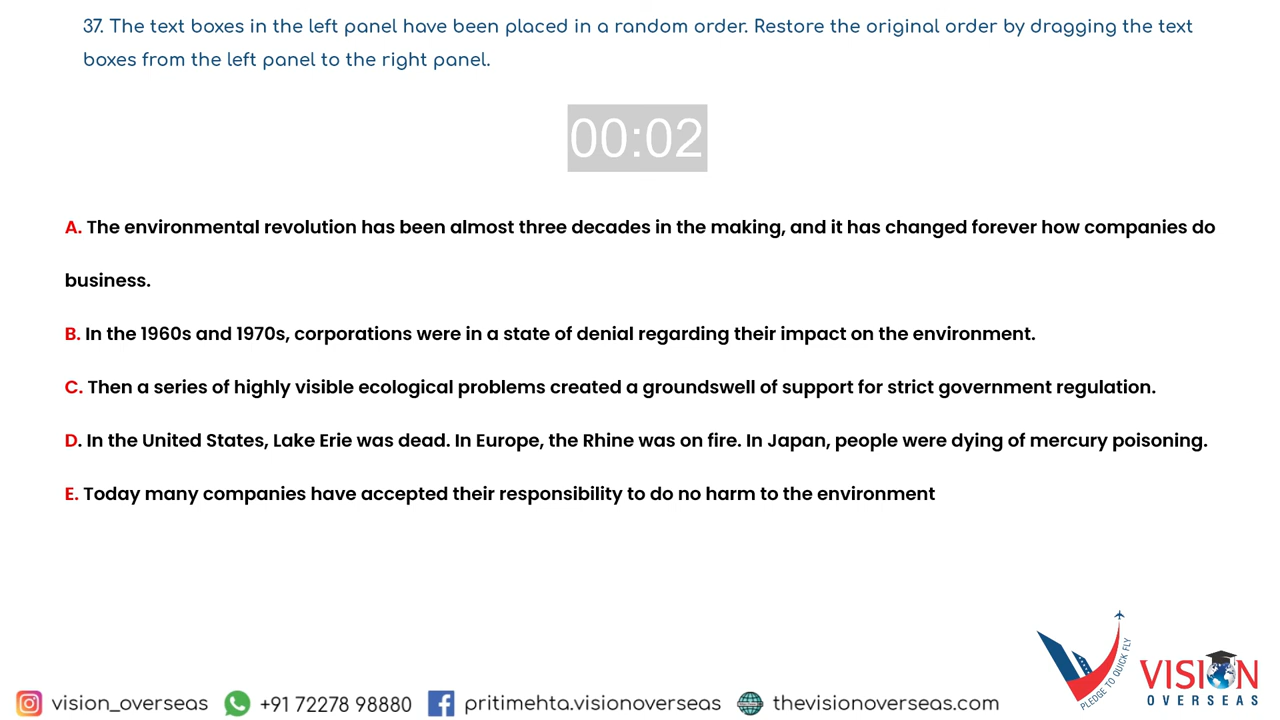 37. The text boxes in the left panel have been placed in a random order. Restore the original order by dragging the text
boxes from the left panel to the right panel.
00:02
A. The environmental revolution has been almost three decades in the making, and it has changed forever how companies do
business.
B. In the 1960s and 1970s, corporations were in a state of denial regarding their impact on the environment.
C. Then a series of highly visible ecological problems created a groundswell of support for strict government regulation.
D. In the United States, Lake Erie was dead. In Europe, the Rhine was on fire. In Japan, people were dying of mercury poisoning.
E. Today many companies have accepted their responsibility to do no harm to the environment
PLEDGE TO QUICK FLY
VISION
OVERSEAS
vision_overseas +91 72278 98880 pritimehta.visionoverseas thevisionoverseas.com